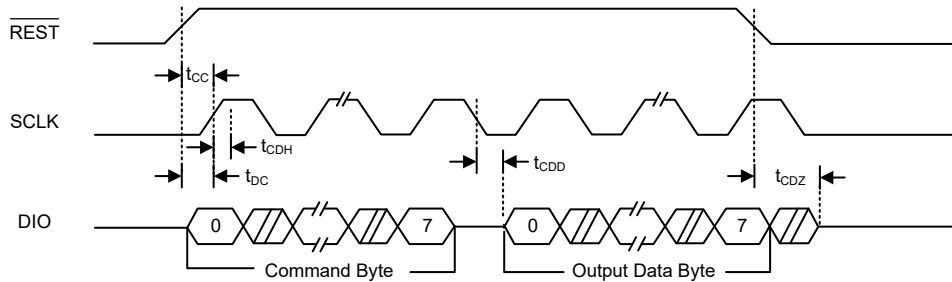 REST
tCC
SCLK
tCDH
tCDD
tDC
tCDZ
DIO
0
7
0
7
Command Byte
Output Data Byte